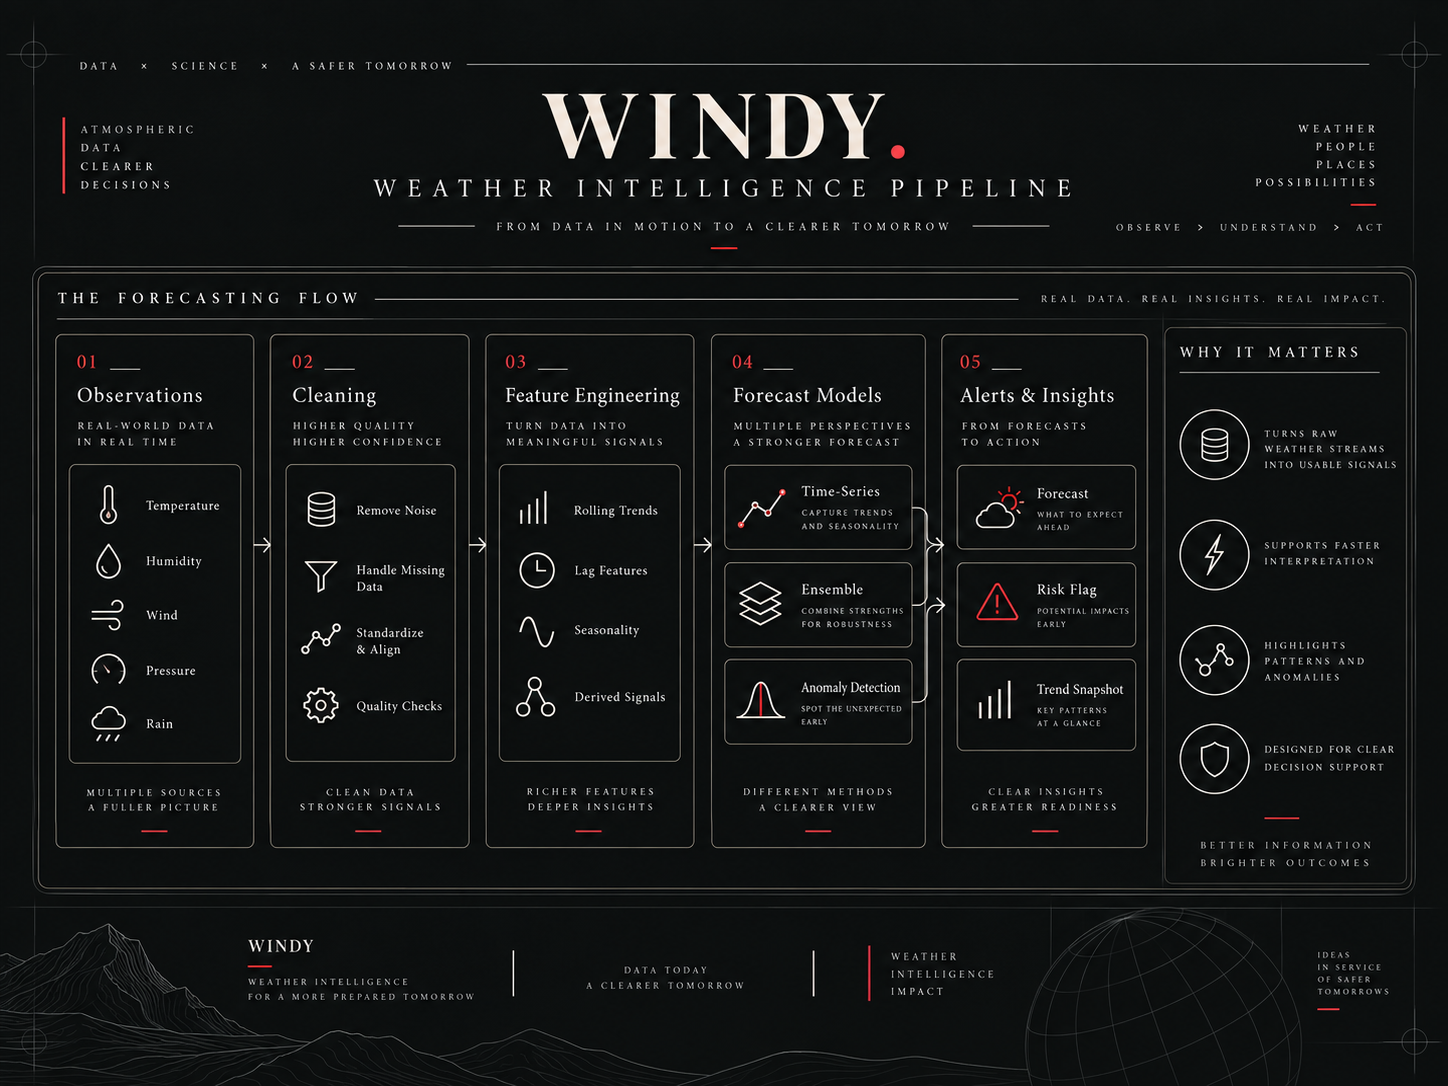 DATA × SCIENCE × A SAFER TOMORROW
ATMOSPHERIC
DATA
CLEARER
DECISIONS
WINDY.
WEATHER INTELLIGENCE PIPELINE
FROM DATA IN MOTION TO A CLEARER TOMORROW
WEATHER
PEOPLE
PLACES
POSSIBILITIES
OBSERVE > UNDERSTAND > ACT
THE FORECASTING FLOW
REAL DATA. REAL INSIGHTS. REAL IMPACT.
01
Observations
REAL-WORLD DATA
IN REAL TIME
Temperature
Humidity
Wind
Pressure
Rain
MULTIPLE SOURCES
A FULLER PICTURE
02
Cleaning
HIGHER QUALITY
HIGHER CONFIDENCE
Remove Noise
Handle Missing
Data
Standardize
& Align
Quality Checks
CLEAN DATA
STRONGER SIGNALS
03
Feature Engineering
TURN DATA INTO
MEANINGFUL SIGNALS
Rolling Trends
Lag Features
Seasonality
Derived Signals
RICHER FEATURES
DEEPER INSIGHTS
04
Forecast Models
MULTIPLE PERSPECTIVES
A STRONGER FORECAST
Time-Series
CAPTURE TRENDS
AND SEASONALITY
Ensemble
COMBINE STRENGTHS
FOR ROBUSTNESS
Anomaly Detection
SPOT THE UNEXPECTED
EARLY
DIFFERENT METHODS
A CLEARER VIEW
05
Alerts & Insights
FROM FORECASTS
TO ACTION
Forecast
WHAT TO EXPECT
AHEAD
Risk Flag
POTENTIAL IMPACTS
EARLY
Trend Snapshot
KEY PATTERNS
AT A GLANCE
CLEAR INSIGHTS
GREATER READINESS
WHY IT MATTERS
TURNS RAW
WEATHER STREAMS
INTO USABLE SIGNALS
SUPPORTS FASTER
INTERPRETATION
HIGHLIGHTS
PATTERNS AND
ANOMALIES
DESIGNED FOR CLEAR
DECISION SUPPORT
BETTER INFORMATION
BRIGHTER OUTCOMES
WINDY
WEATHER INTELLIGENCE
FOR A MORE PREPARED TOMORROW
DATA TODAY
A CLEARER TOMORROW
WEATHER
INTELLIGENCE
IMPACT
IDEAS
IN SERVICE
OF SAFER
TOMORROWS